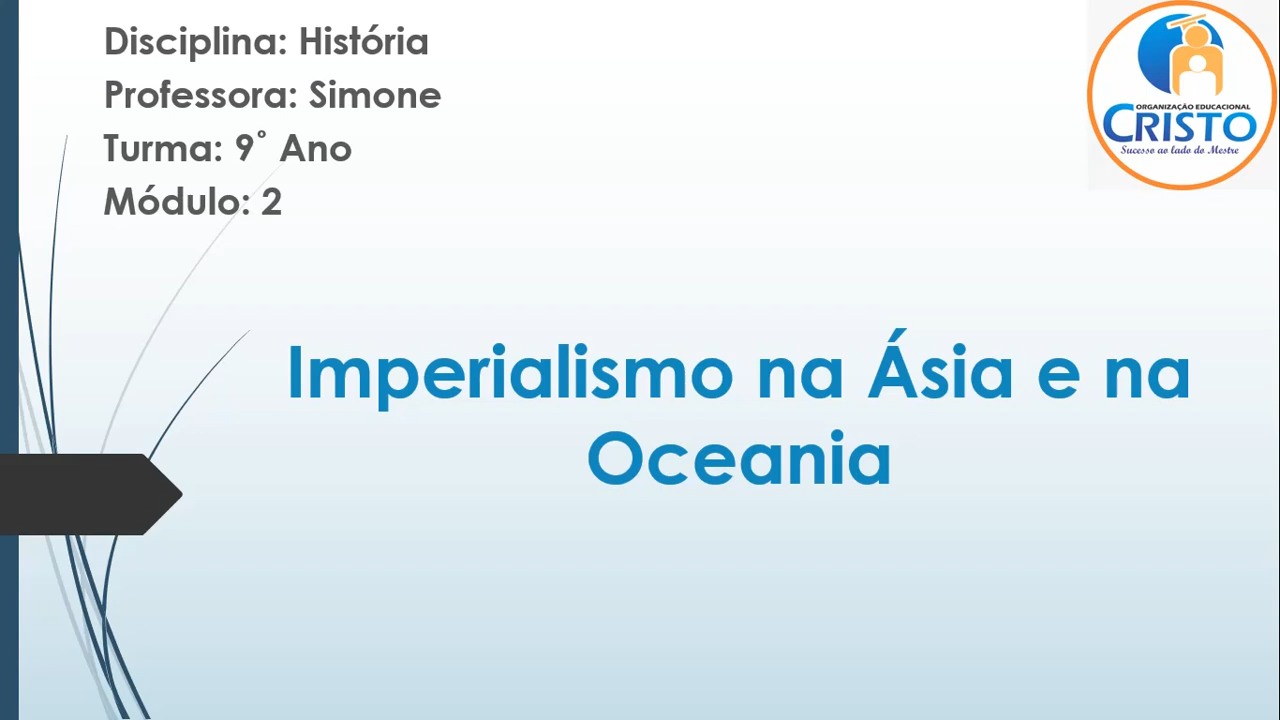 Disciplina: História
Professora: Simone
Turma: 9° Ano
Módulo: 2
ORGANIZAÇÃO EDUCACIONAL
CRISTO
Sucesso ao lado do Mestre
Imperialismo na Ásia e na
Oceania